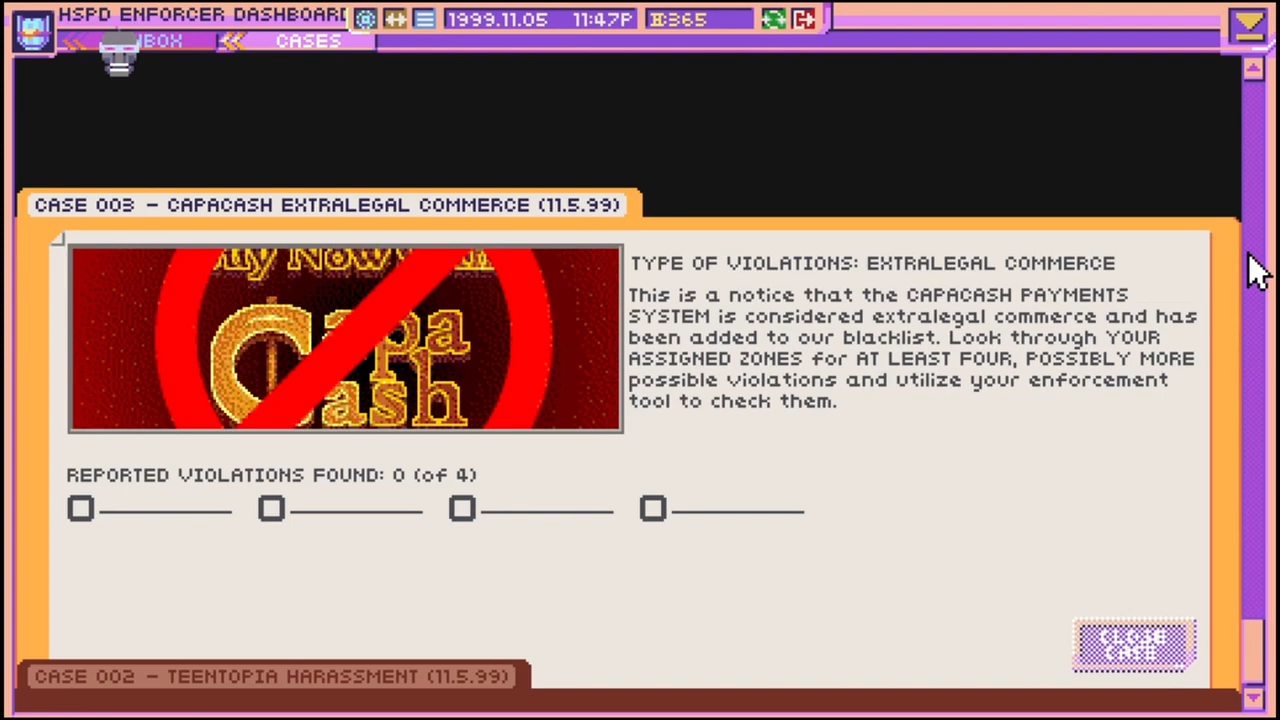 HSPD ENFORCER DASHBOARD
1999.11.05 11:47P
365
BOX
CASES
CASE 003 - CAPACASH EXTRALEGAL COMMERCE (11.5.99)
Capa
Cash
TYPE OF VIOLATIONS: EXTRALEGAL COMMERCE
This is a notice that the CAPACASH PAYMENTS
SYSTEM is considered extralegal commerce and has
been added to our blacklist. Look through YOUR
ASSIGNED ZONES for AT LEAST FOUR, POSSIBLY MORE
possible violations and utilize your enforcement
tool to check them.
REPORTED VIOLATIONS FOUND: 0 (of 4)
CLOSE
CASE
CASE 002 - TEENTOPIA HARASSMENT (11.5.99)